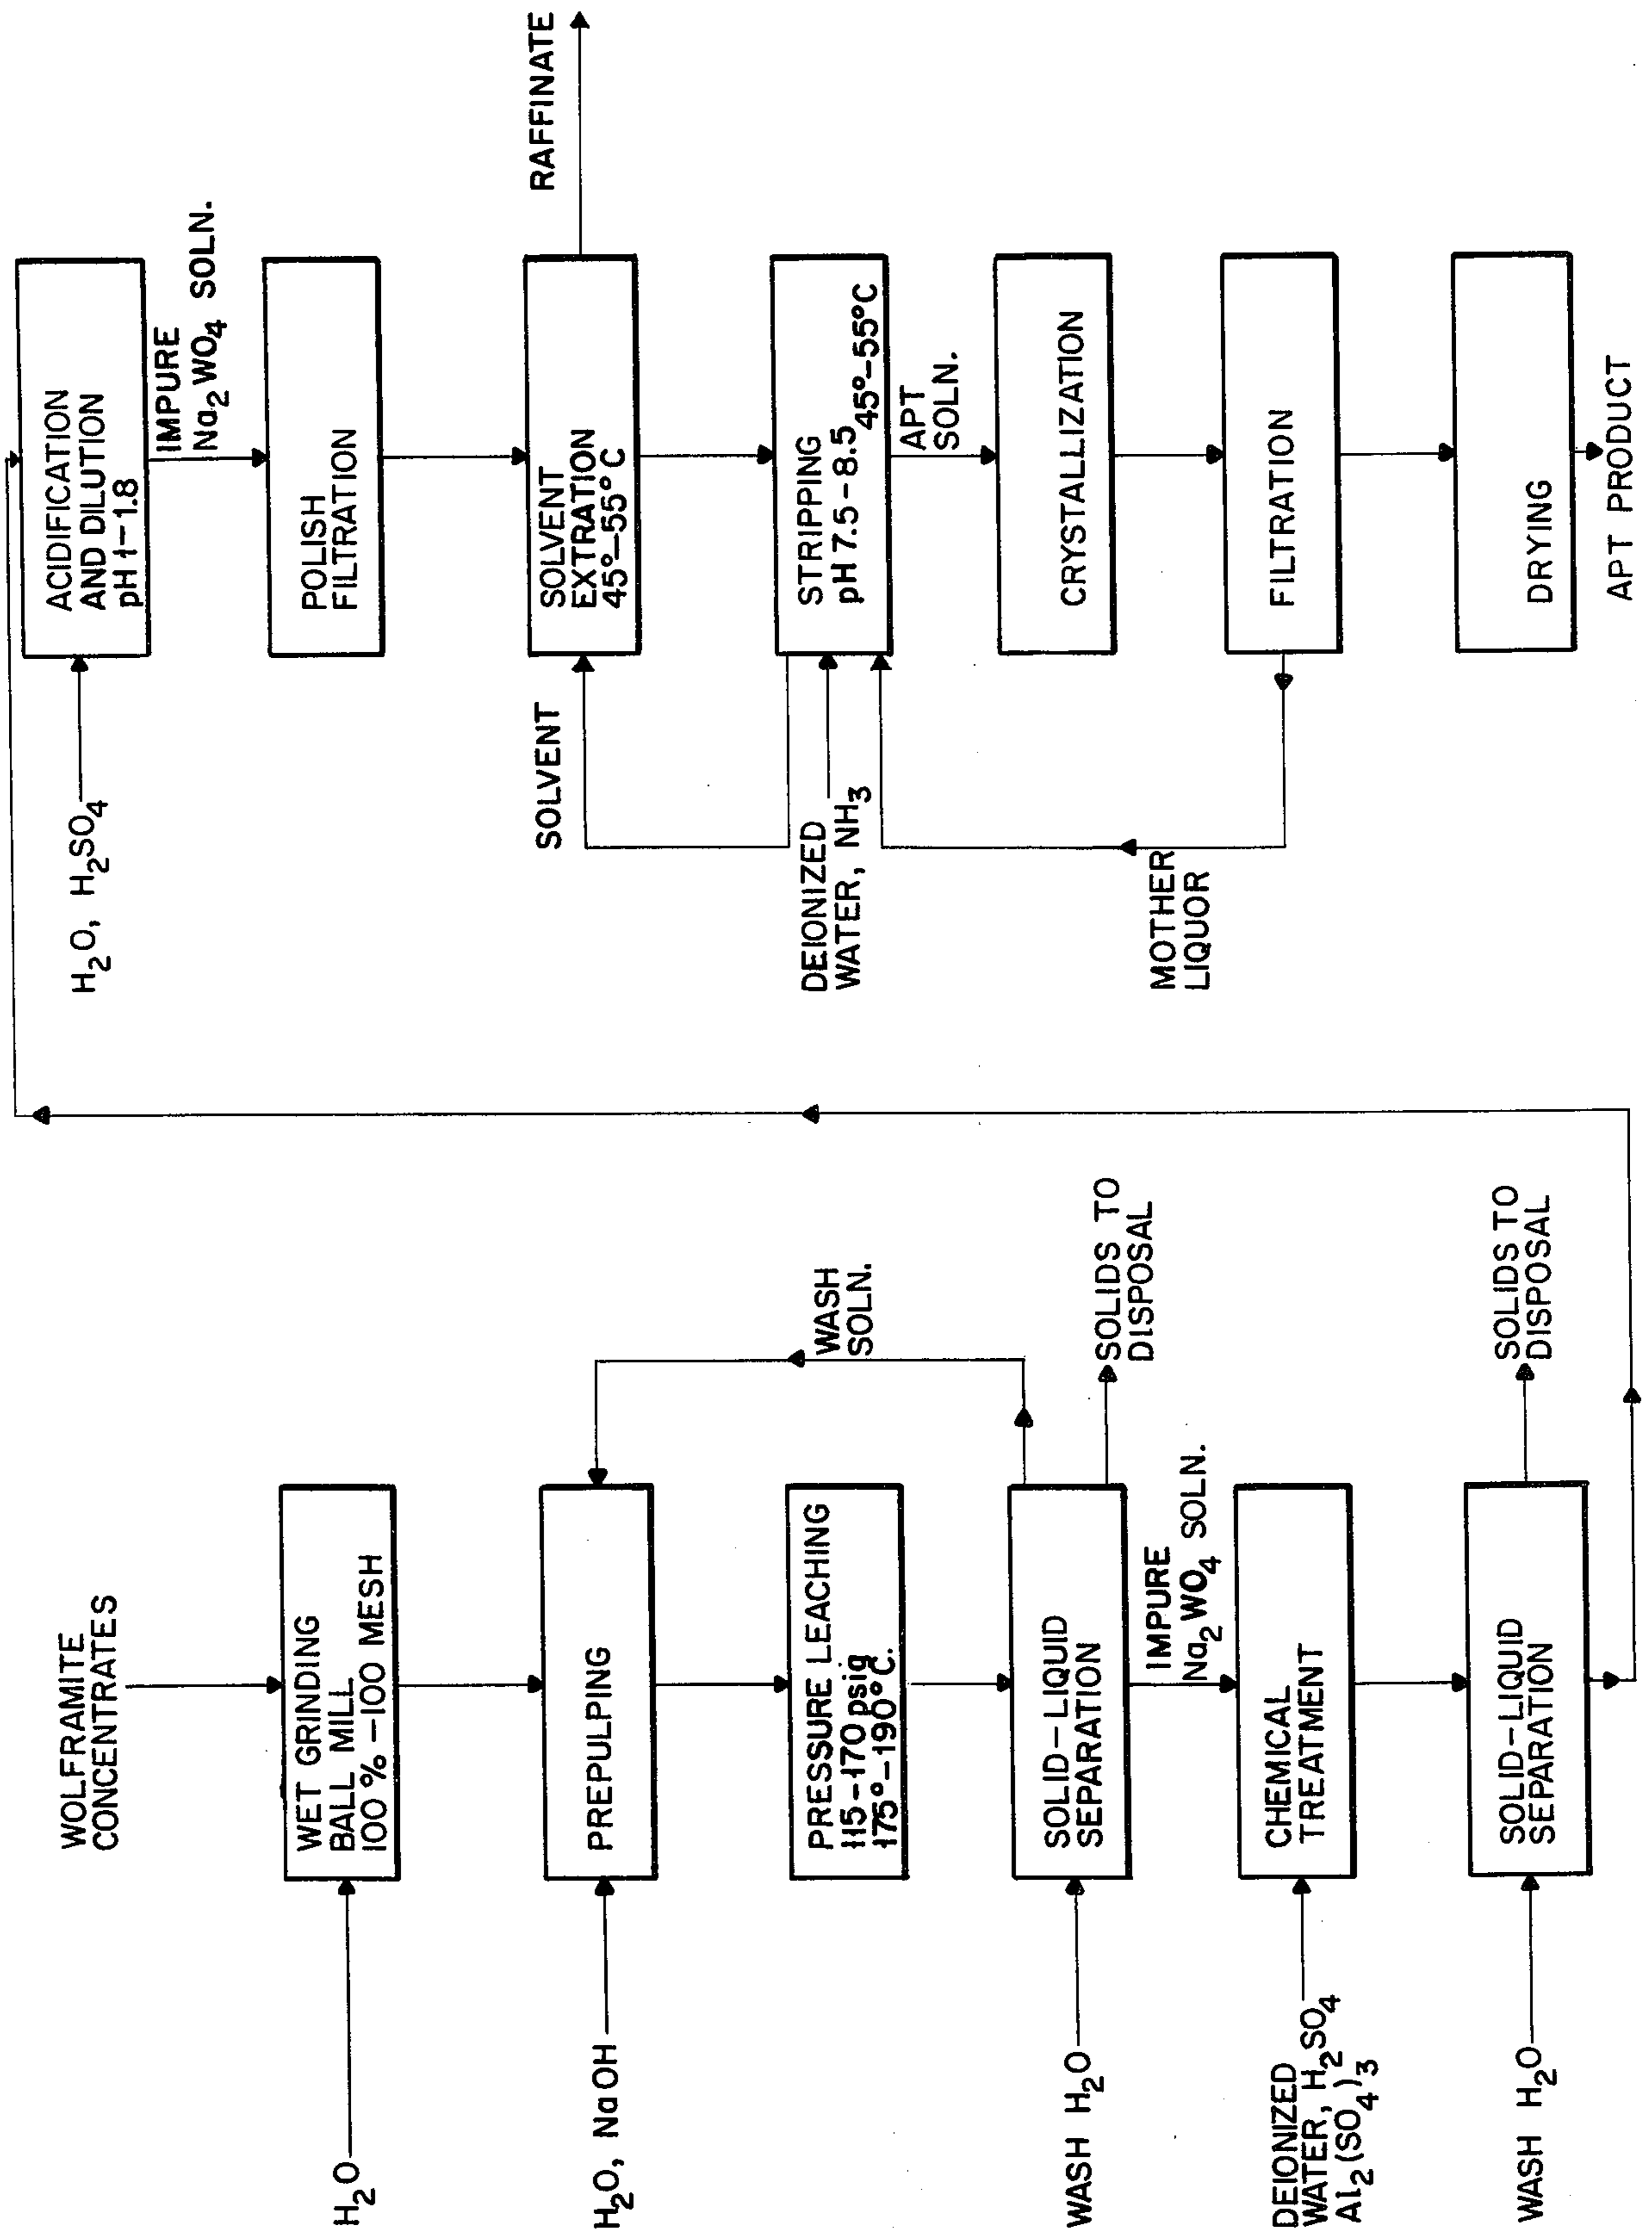 WOLFRAMITE
CONCENTRATES
H2O
WET GRINDING
BALL MILL
100 % -100 MESH
H2O, NaOH
PREPULPING
PRESSURE LEACHING
115-170 psig
175°-190° C.
WASH
SOLN.
WASH H2O
SOLID-LIQUID
SEPARATION
SOLIDS TO
DISPOSAL
IMPURE
Na2WO4 SOLN.
DEIONIZED
WATER, H2SO4
Al2(SO4)3
CHEMICAL
TREATMENT
WASH H2O
SOLID-LIQUID
SEPARATION
SOLIDS TO
DISPOSAL
H2O, H2SO4
ACIDIFICATION
AND DILUTION
pH 1-1.8
IMPURE
Na2WO4 SOLN.
POLISH
FILTRATION
SOLVENT
SOLVENT
EXTRATION
45°-55° C
RAFFINATE
DEIONIZED
WATER, NH3
STRIPPING
pH 7.5-8.5
45°-55°C
APT
SOLN.
CRYSTALLIZATION
MOTHER
LIQUOR
FILTRATION
DRYING
APT PRODUCT